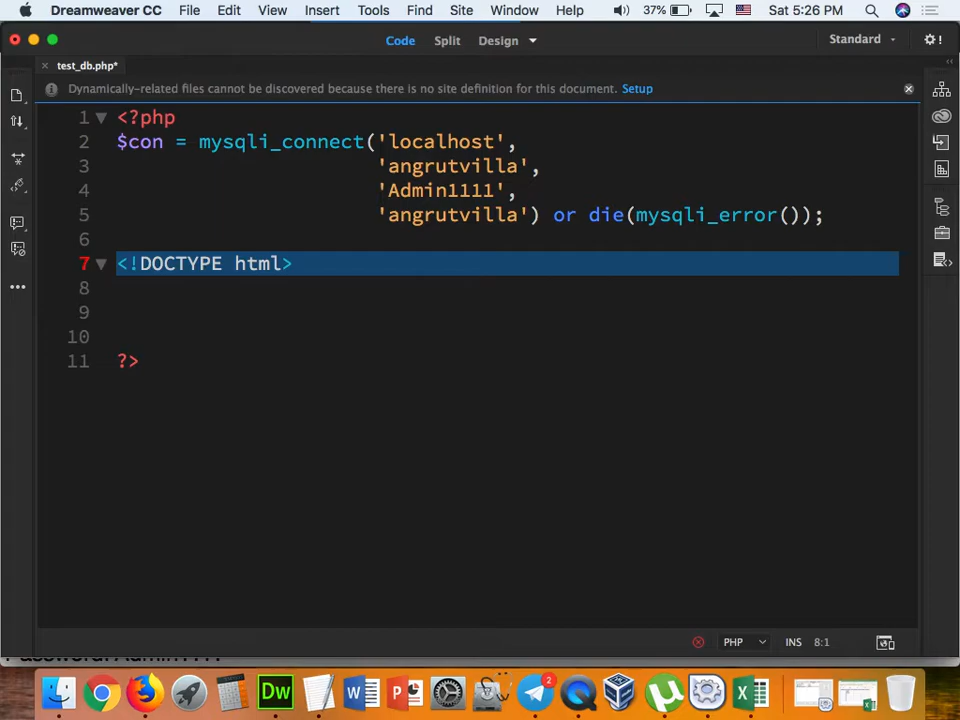 Dreamweaver CC File Edit View Insert Tools Find Site Window Help 37% Sat 5:26 PM
Code Split Design Standard
test_db.php*
Dynamically-related files cannot be discovered because there is no site definition for this document. Setup
1 <?php
2 $con = mysqli_connect('localhost',
3 'angrutvilla',
4 'Admin1111',
5 'angrutvilla') or die(mysqli_error());
6
7 <!DOCTYPE html>
8
9
10
11 ?>
PHP INS 8:1
Dw W P 2 X